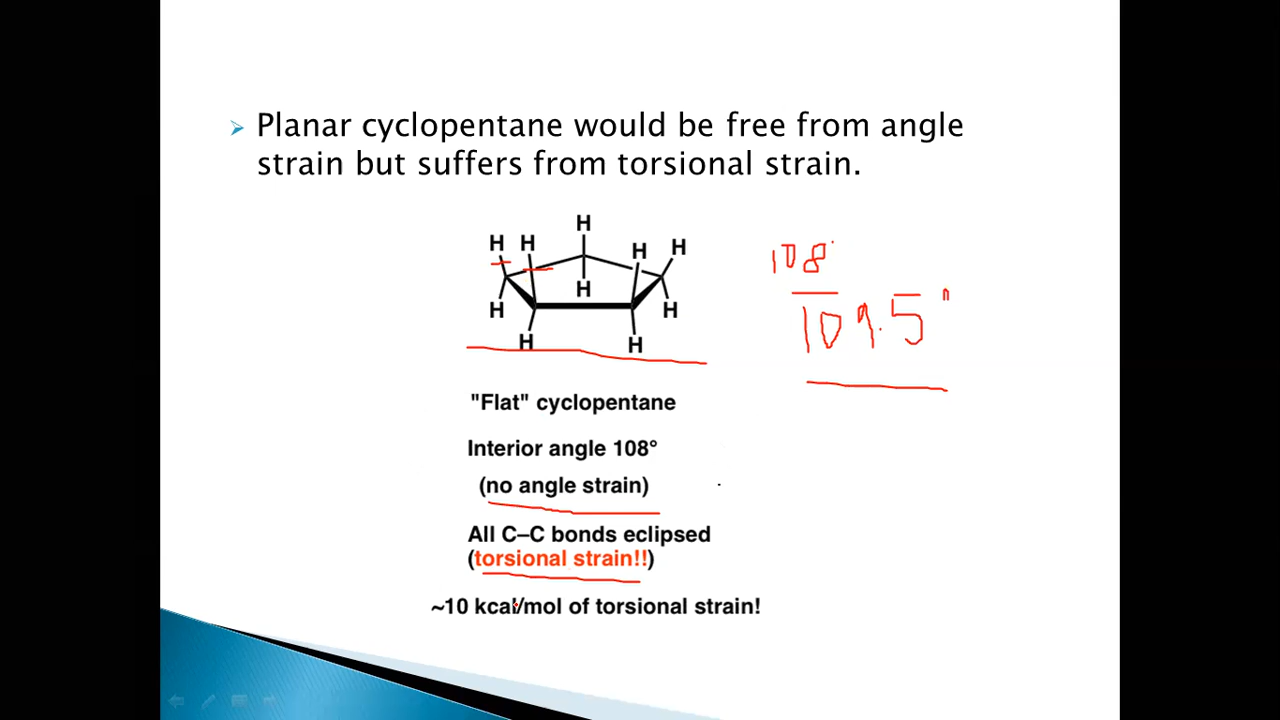 Planar cyclopentane would be free from angle
strain but suffers from torsional strain.
H
H H
H H
H
H H
H H
108°
109.5°
"Flat" cyclopentane
Interior angle 108°
(no angle strain)
All C–C bonds eclipsed
(torsional strain!!)
~10 kcal/mol of torsional strain!